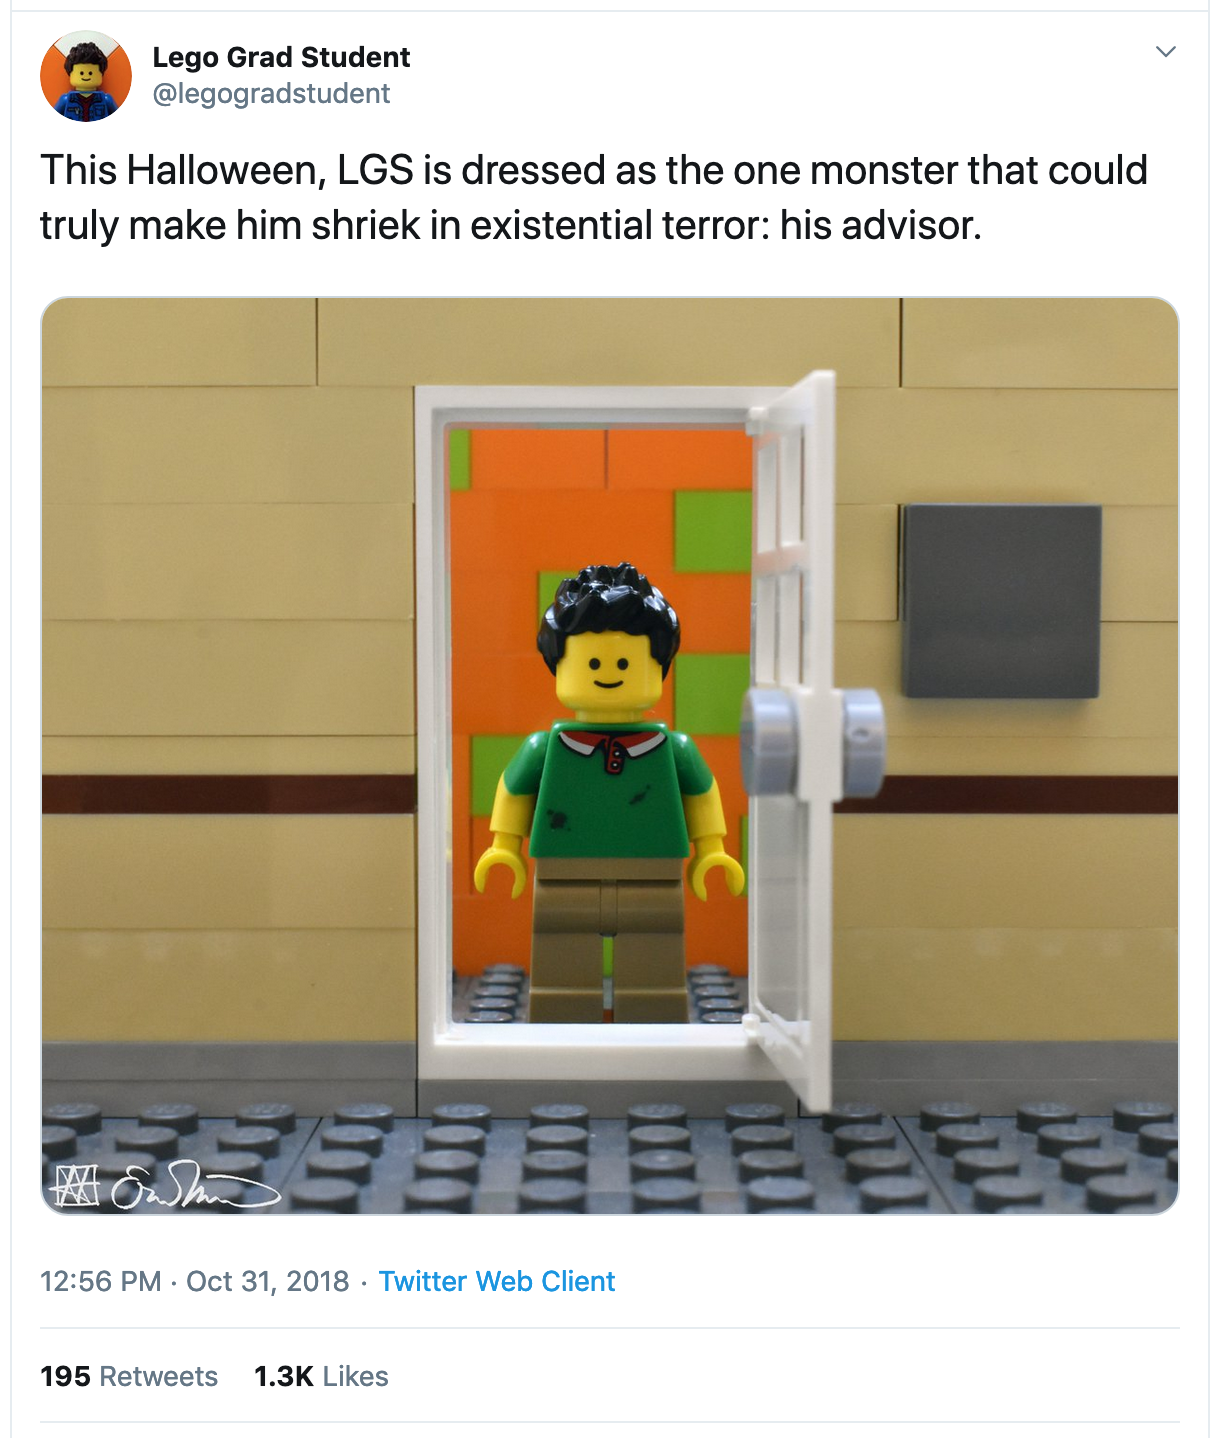 Lego Grad Student
@legogradstudent
This Halloween, LGS is dressed as the one monster that could
truly make him shriek in existential terror: his advisor.
12:56 PM · Oct 31, 2018 · Twitter Web Client
195 Retweets 1.3K Likes